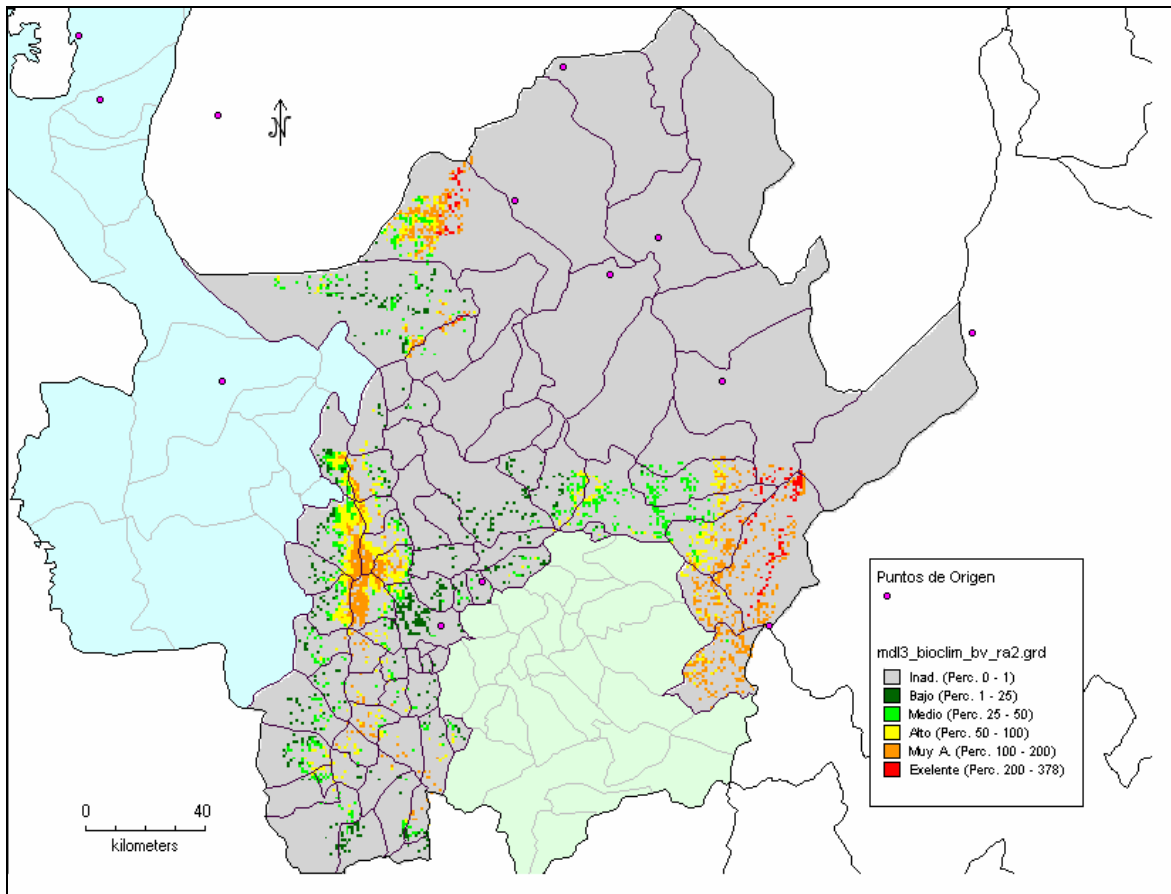 N
Puntos de Origen
mdl3_bioclim_bv_ra2.grd
Inad. (Perc. 0 - 1)
Bajo (Perc. 1 - 25)
Medio (Perc. 25 - 50)
Alto (Perc. 50 - 100)
Muy A. (Perc. 100 - 200)
Exelente (Perc. 200 - 378)
0 40
kilometers